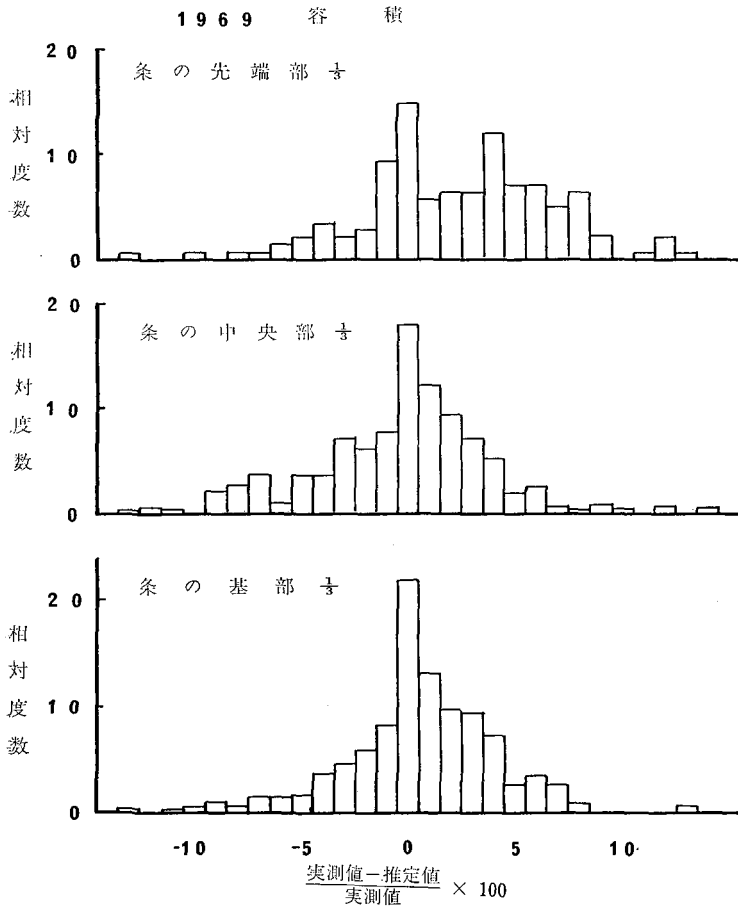 1969 容積
20
条の先端部 1/3
相対度数
10
0
20
条の中央部 1/3
相対度数
10
0
20
条の基部 1/3
相対度数
10
0
-10 -5 0 5 10
実測値-推定値
実測値
× 100